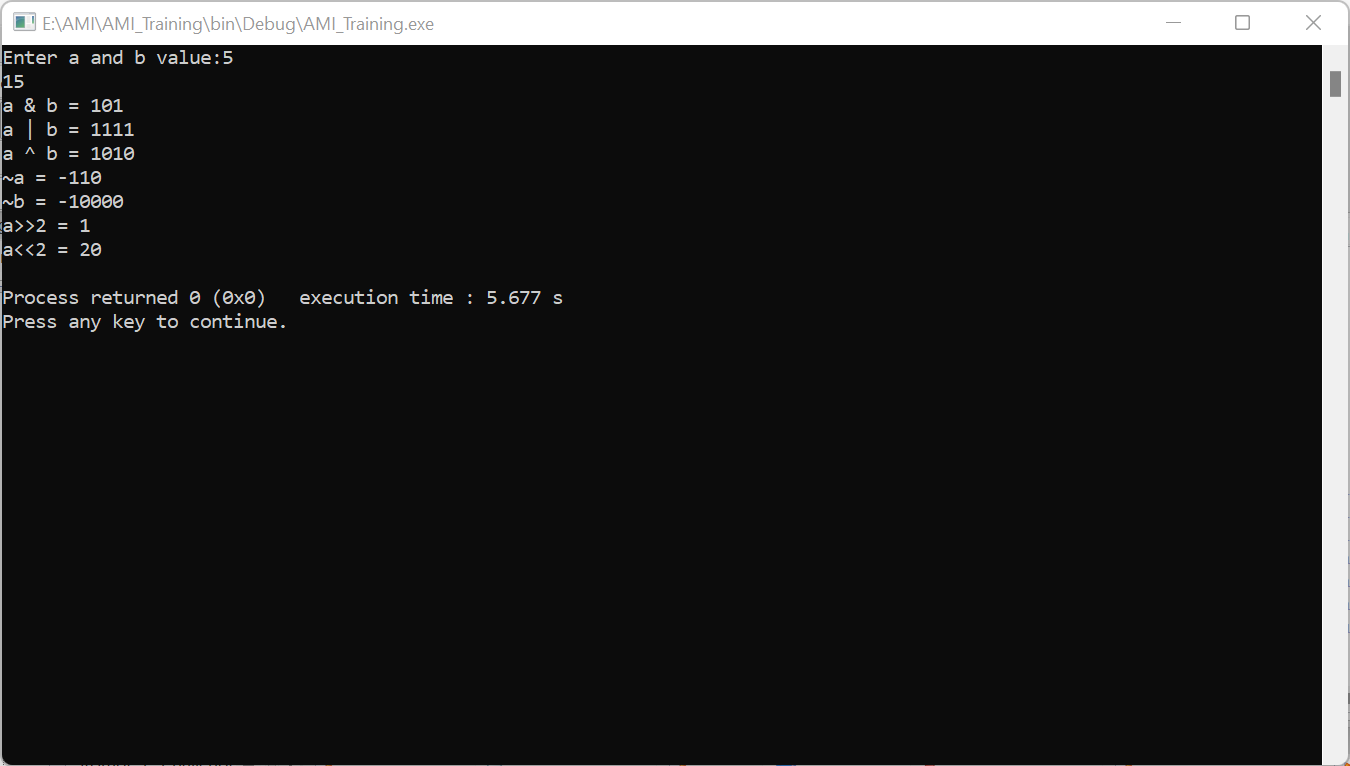 E:\AMI\AMI_Training\bin\Debug\AMI_Training.exe
Enter a and b value:5
15
a & b = 101
a | b = 1111
a ^ b = 1010
~a = -110
~b = -10000
a>>2 = 1
a<<2 = 20
Process returned 0 (0x0)   execution time : 5.677 s
Press any key to continue.